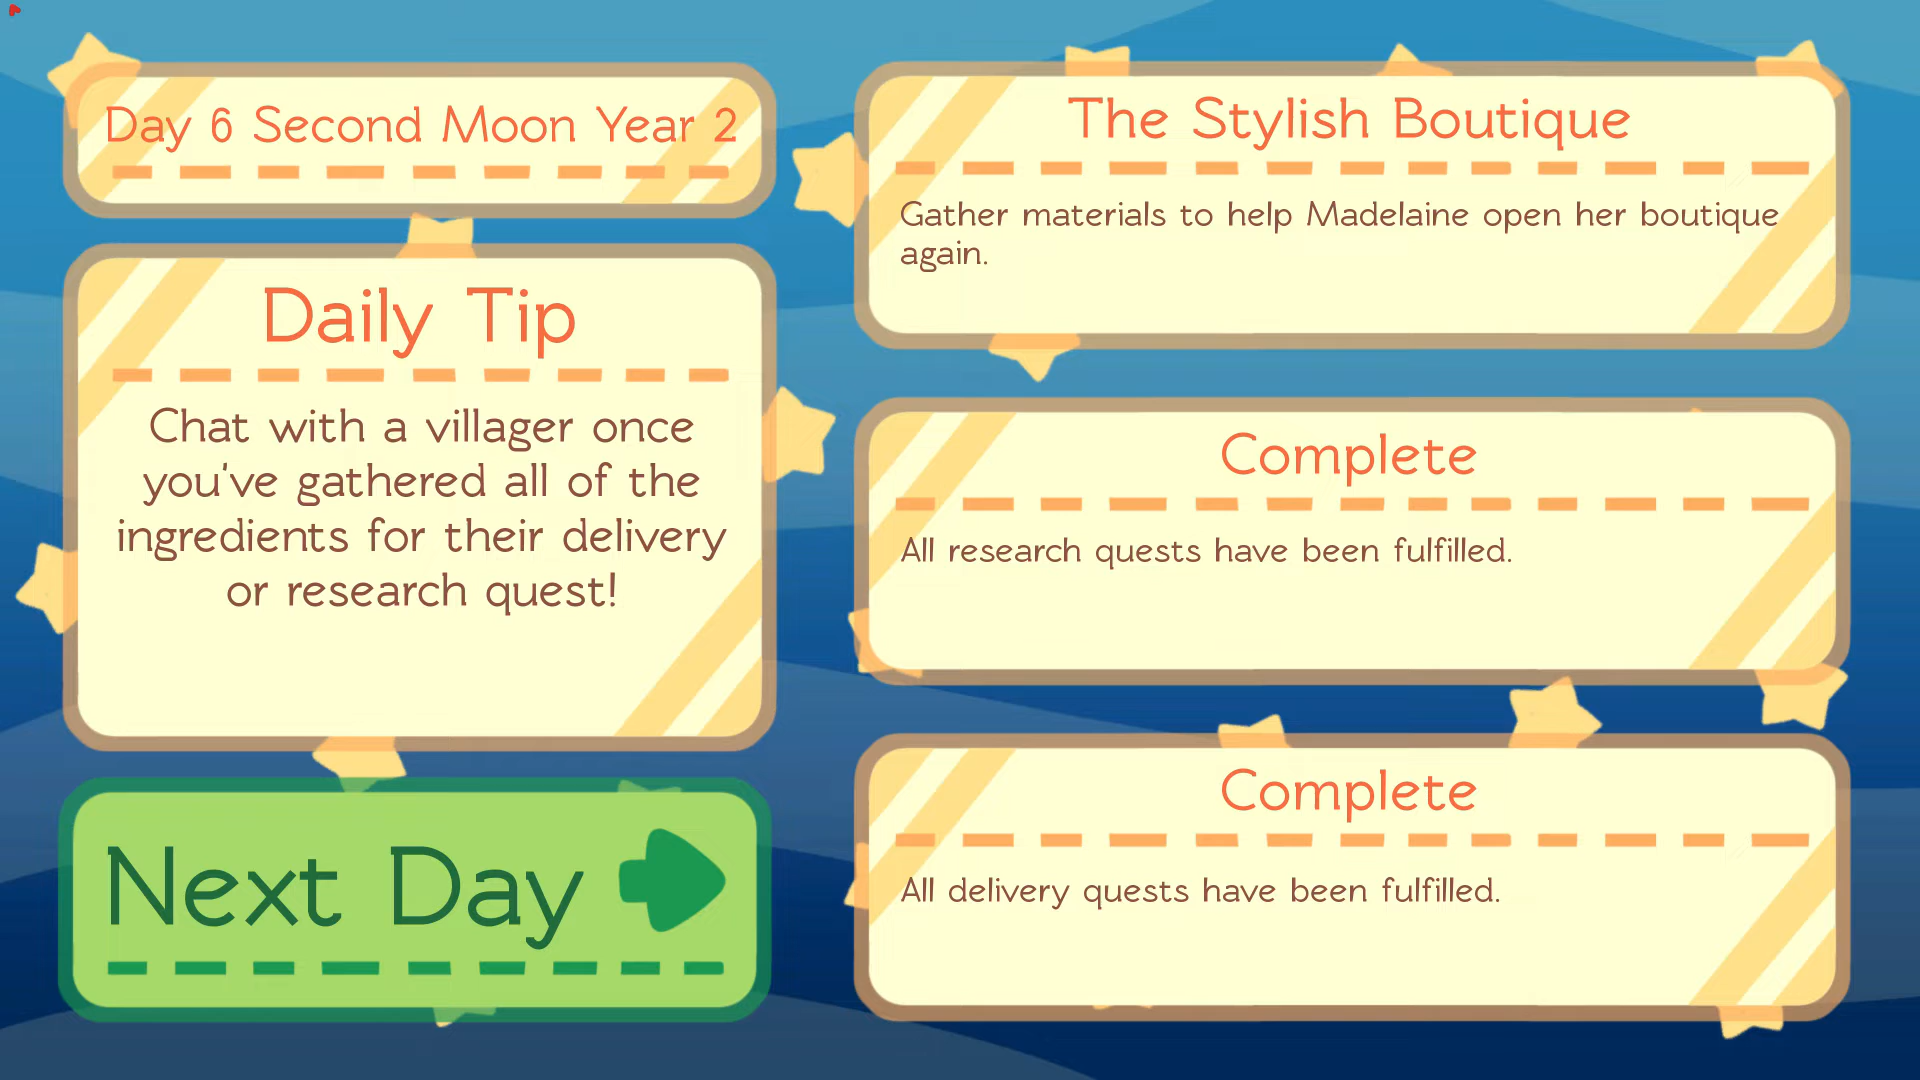 Day 6 Second Moon Year 2
Daily Tip
Chat with a villager once
you've gathered all of the
ingredients for their delivery
or research quest!
Next Day
The Stylish Boutique
Gather materials to help Madelaine open her boutique
again.
Complete
All research quests have been fulfilled.
Complete
All delivery quests have been fulfilled.